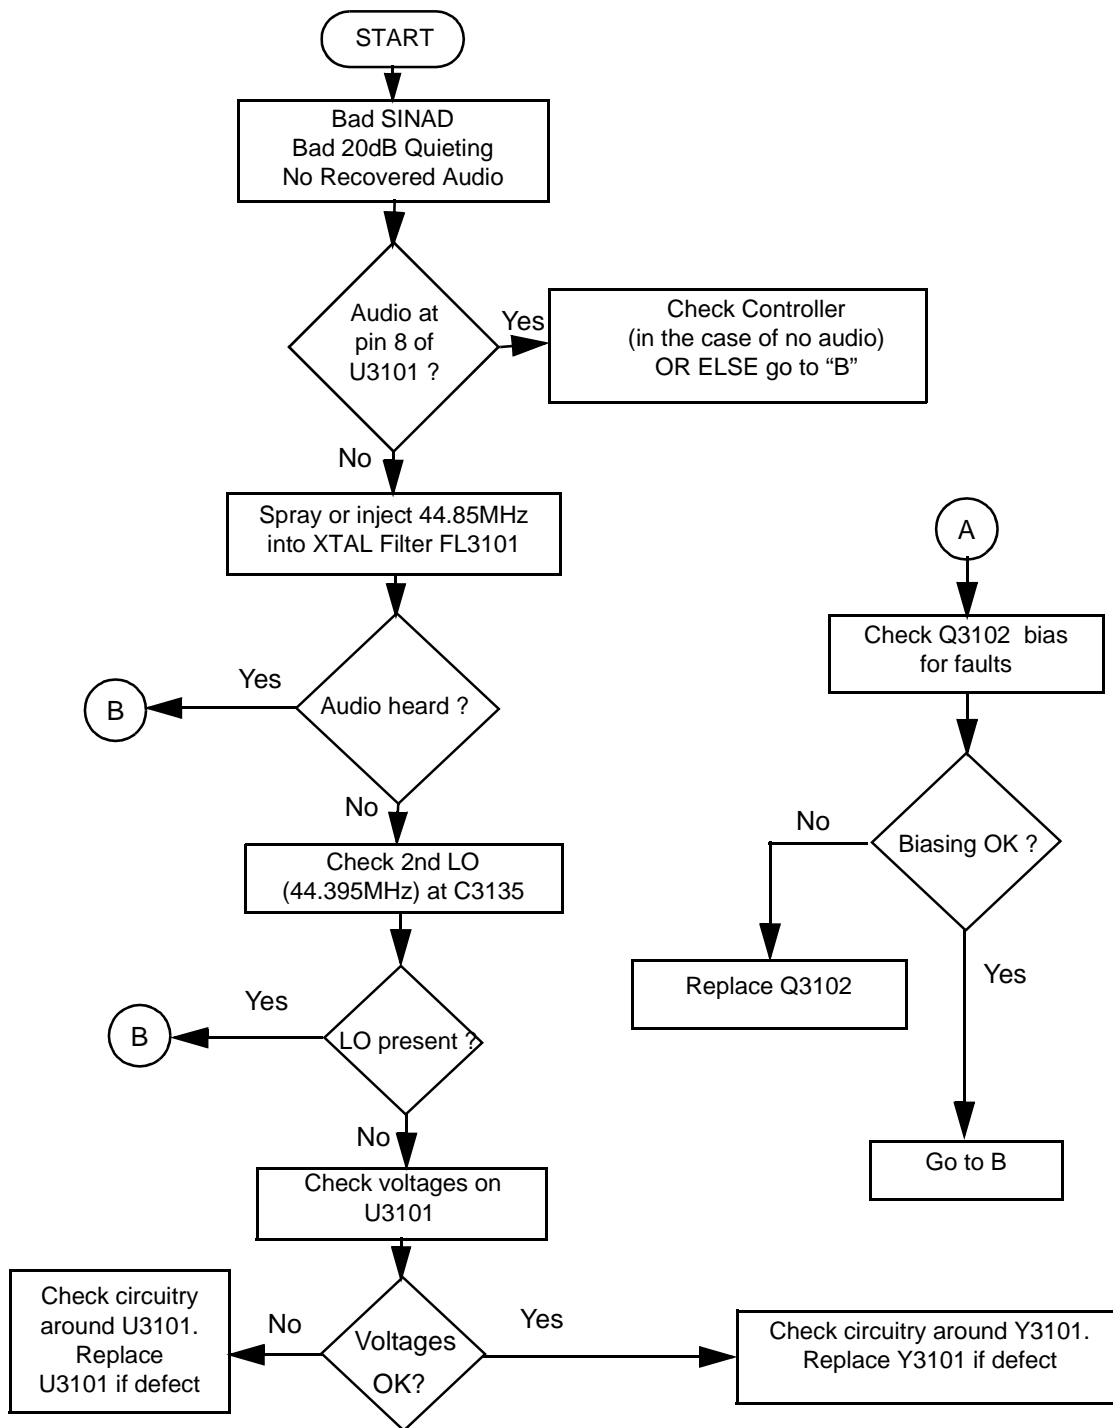 START
Bad SINAD
Bad 20dB Quieting
No Recovered Audio
Audio at
pin 8 of
U3101 ?
Yes
Check Controller
(in the case of no audio)
OR ELSE go to “B”
No
Spray or inject 44.85MHz
into XTAL Filter FL3101
Audio heard ?
Yes
B
No
Check 2nd LO
(44.395MHz) at C3135
LO present ?
Yes
B
No
Check voltages on
U3101
Voltages
OK?
No
Check circuitry
around U3101.
Replace
U3101 if defect
Yes
Check circuitry around Y3101.
Replace Y3101 if defect
A
Check Q3102 bias
for faults
Biasing OK ?
No
Replace Q3102
Yes
Go to B